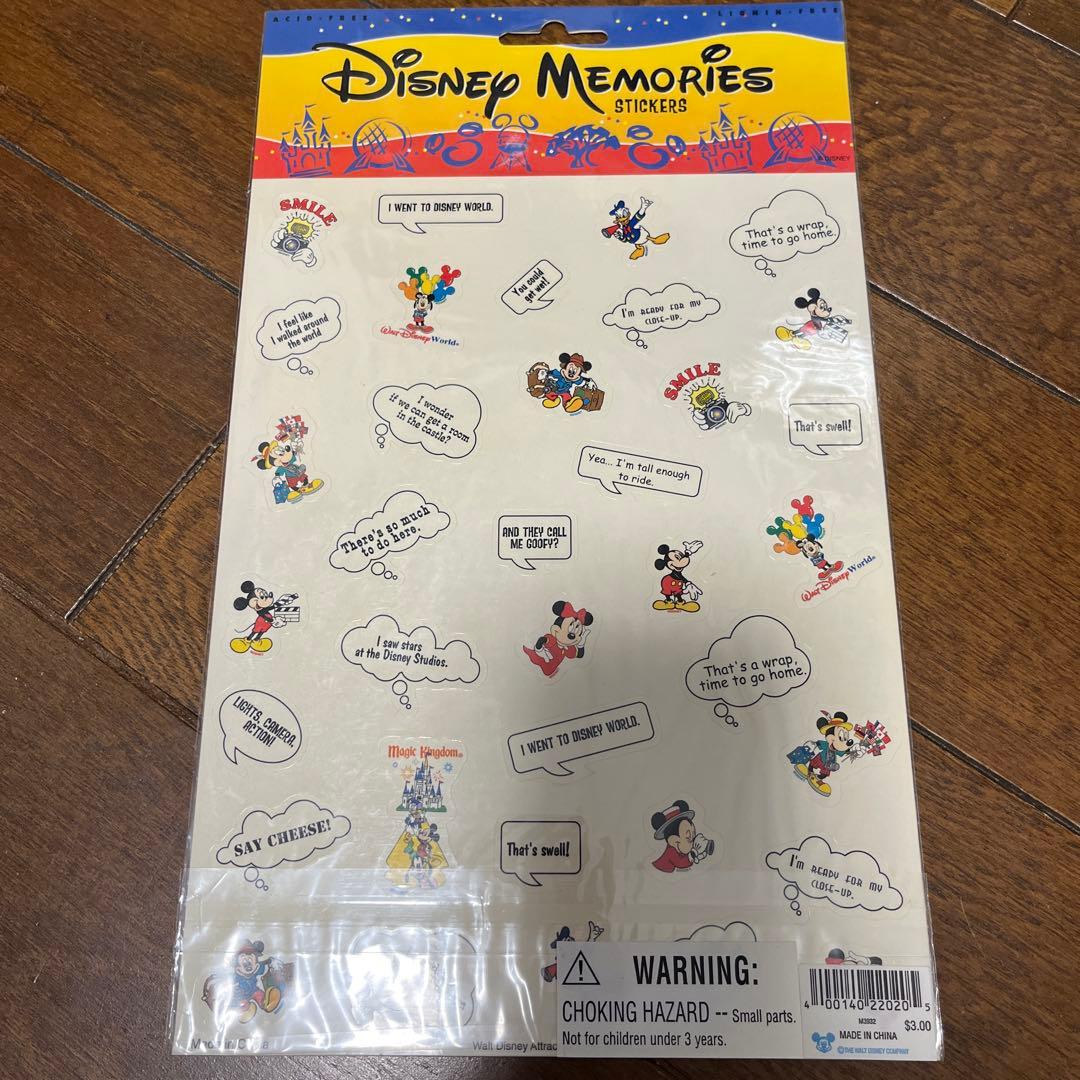 ACID-FREE
LIGNIN-FREE
DISNEY MEMORIES
STICKERS
© DISNEY
SMILE
I WENT TO DISNEY WORLD.
That's a wrap,
time to go home.
You could
get wet!
I'M READY FOR MY
CLOSE-UP.
I feel like
I walked around
the world
WALT DISNEY World®
SMILE
I wonder
if we can get a room
in the castle?
That's swell!
Yea... I'm tall enough
to ride.
There's so much
to do here.
AND THEY CALL
ME GOOFY?
WALT DISNEY World®
I saw stars
at the Disney Studios.
That's a wrap,
time to go home.
LIGHTS, CAMERA,
ACTION!
I WENT TO DISNEY WORLD.
Magic Kingdom®
SAY CHEESE!
That's swell!
I'M READY FOR MY
CLOSE-UP.
WARNING:
CHOKING HAZARD -- Small parts.
Not for children under 3 years.
4 00140 22020 5
M3932
$3.00
MADE IN CHINA
©THE WALT DISNEY COMPANY
Made in China
Walt Disney Attrac